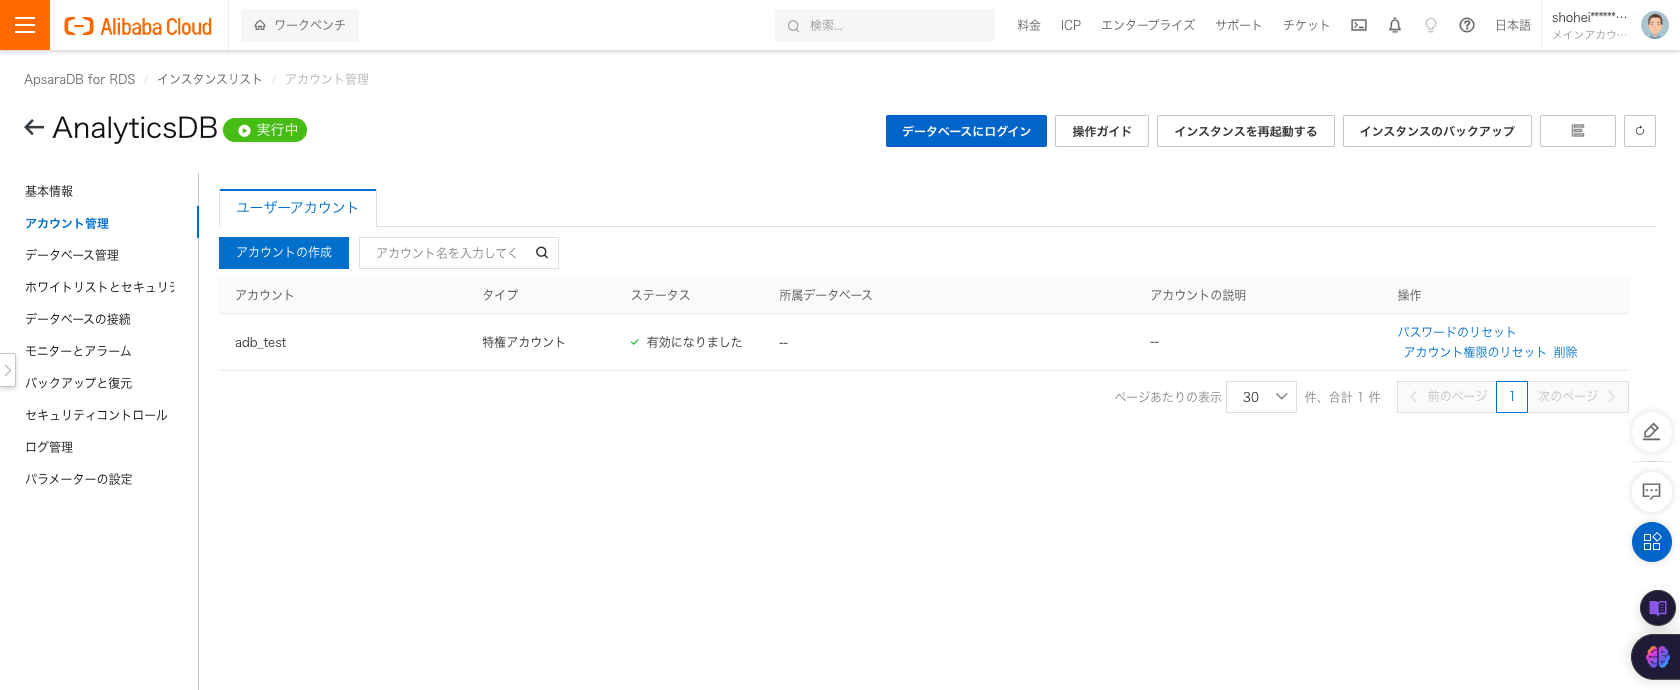 Alibaba Cloud
ワークベンチ
検索...
料金
ICP
エンタープライズ
サポート
チケット
日本語
shohei******...
メインアカウ...
ApsaraDB for RDS / インスタンスリスト / アカウント管理
AnalyticsDB
実行中
データベースにログイン
操作ガイド
インスタンスを再起動する
インスタンスのバックアップ
基本情報
アカウント管理
データベース管理
ホワイトリストとセキュリテ
データベースの接続
モニターとアラーム
バックアップと復元
セキュリティコントロール
ログ管理
パラメーターの設定
ユーザーアカウント
アカウントの作成
アカウント名を入力してく
アカウント タイプ ステータス 所属データベース アカウントの説明 操作
adb_test 特権アカウント 有効になりました -- --
パスワードのリセット
アカウント権限のリセット 削除
ページあたりの表示 30 件、合計 1 件 前のページ 1 次のページ